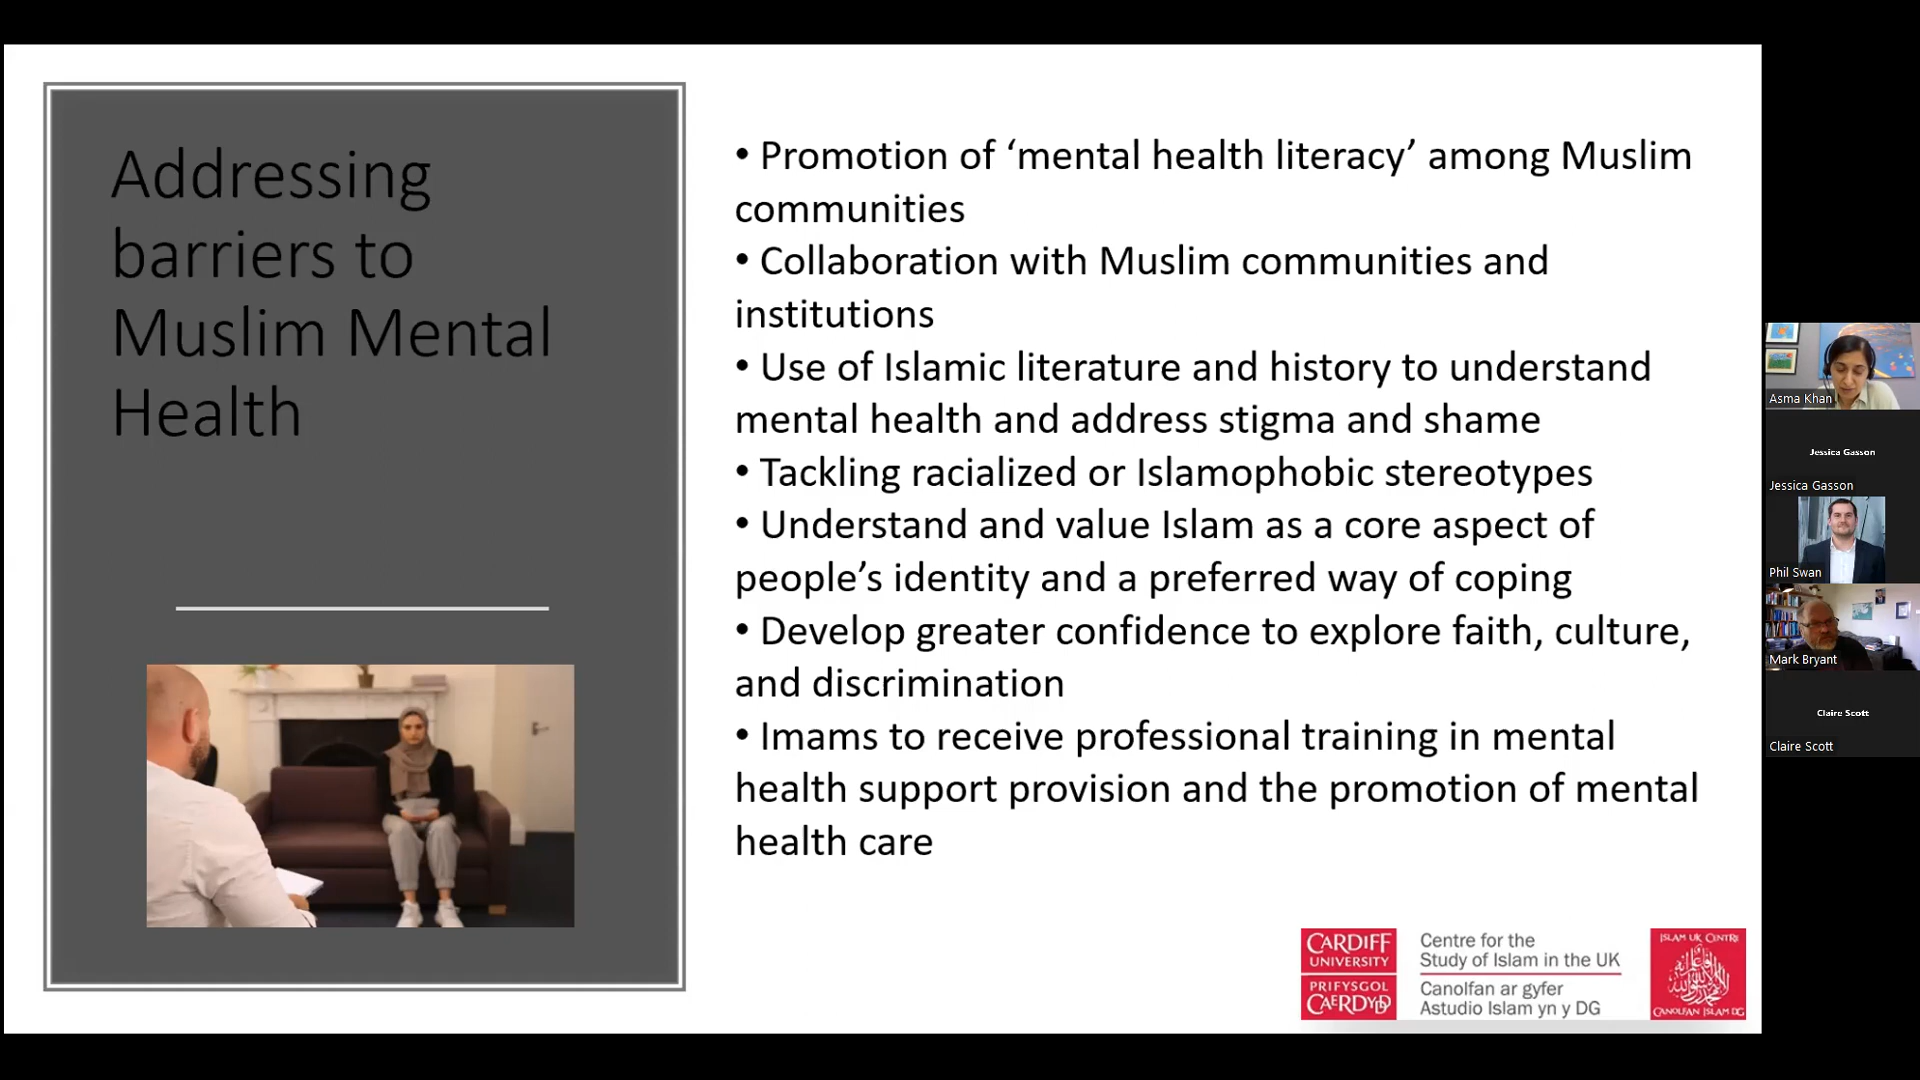 Addressing
barriers to
Muslim Mental
Health
• Promotion of ‘mental health literacy’ among Muslim
communities
• Collaboration with Muslim communities and
institutions
• Use of Islamic literature and history to understand
mental health and address stigma and shame
• Tackling racialized or Islamophobic stereotypes
• Understand and value Islam as a core aspect of
people’s identity and a preferred way of coping
• Develop greater confidence to explore faith, culture,
and discrimination
• Imams to receive professional training in mental
health support provision and the promotion of mental
health care
CARDIFF
UNIVERSITY
PRIFYSGOL
CAERDYDD
Centre for the
Study of Islam in the UK
Canolfan ar gyfer
Astudio Islam yn y DG
ISLAM UK CENTRE
CANOLFAN ISLAM DG
Asma Khan
Jessica Gasson
Jessica Gasson
Phil Swan
Mark Bryant
Claire Scott
Claire Scott